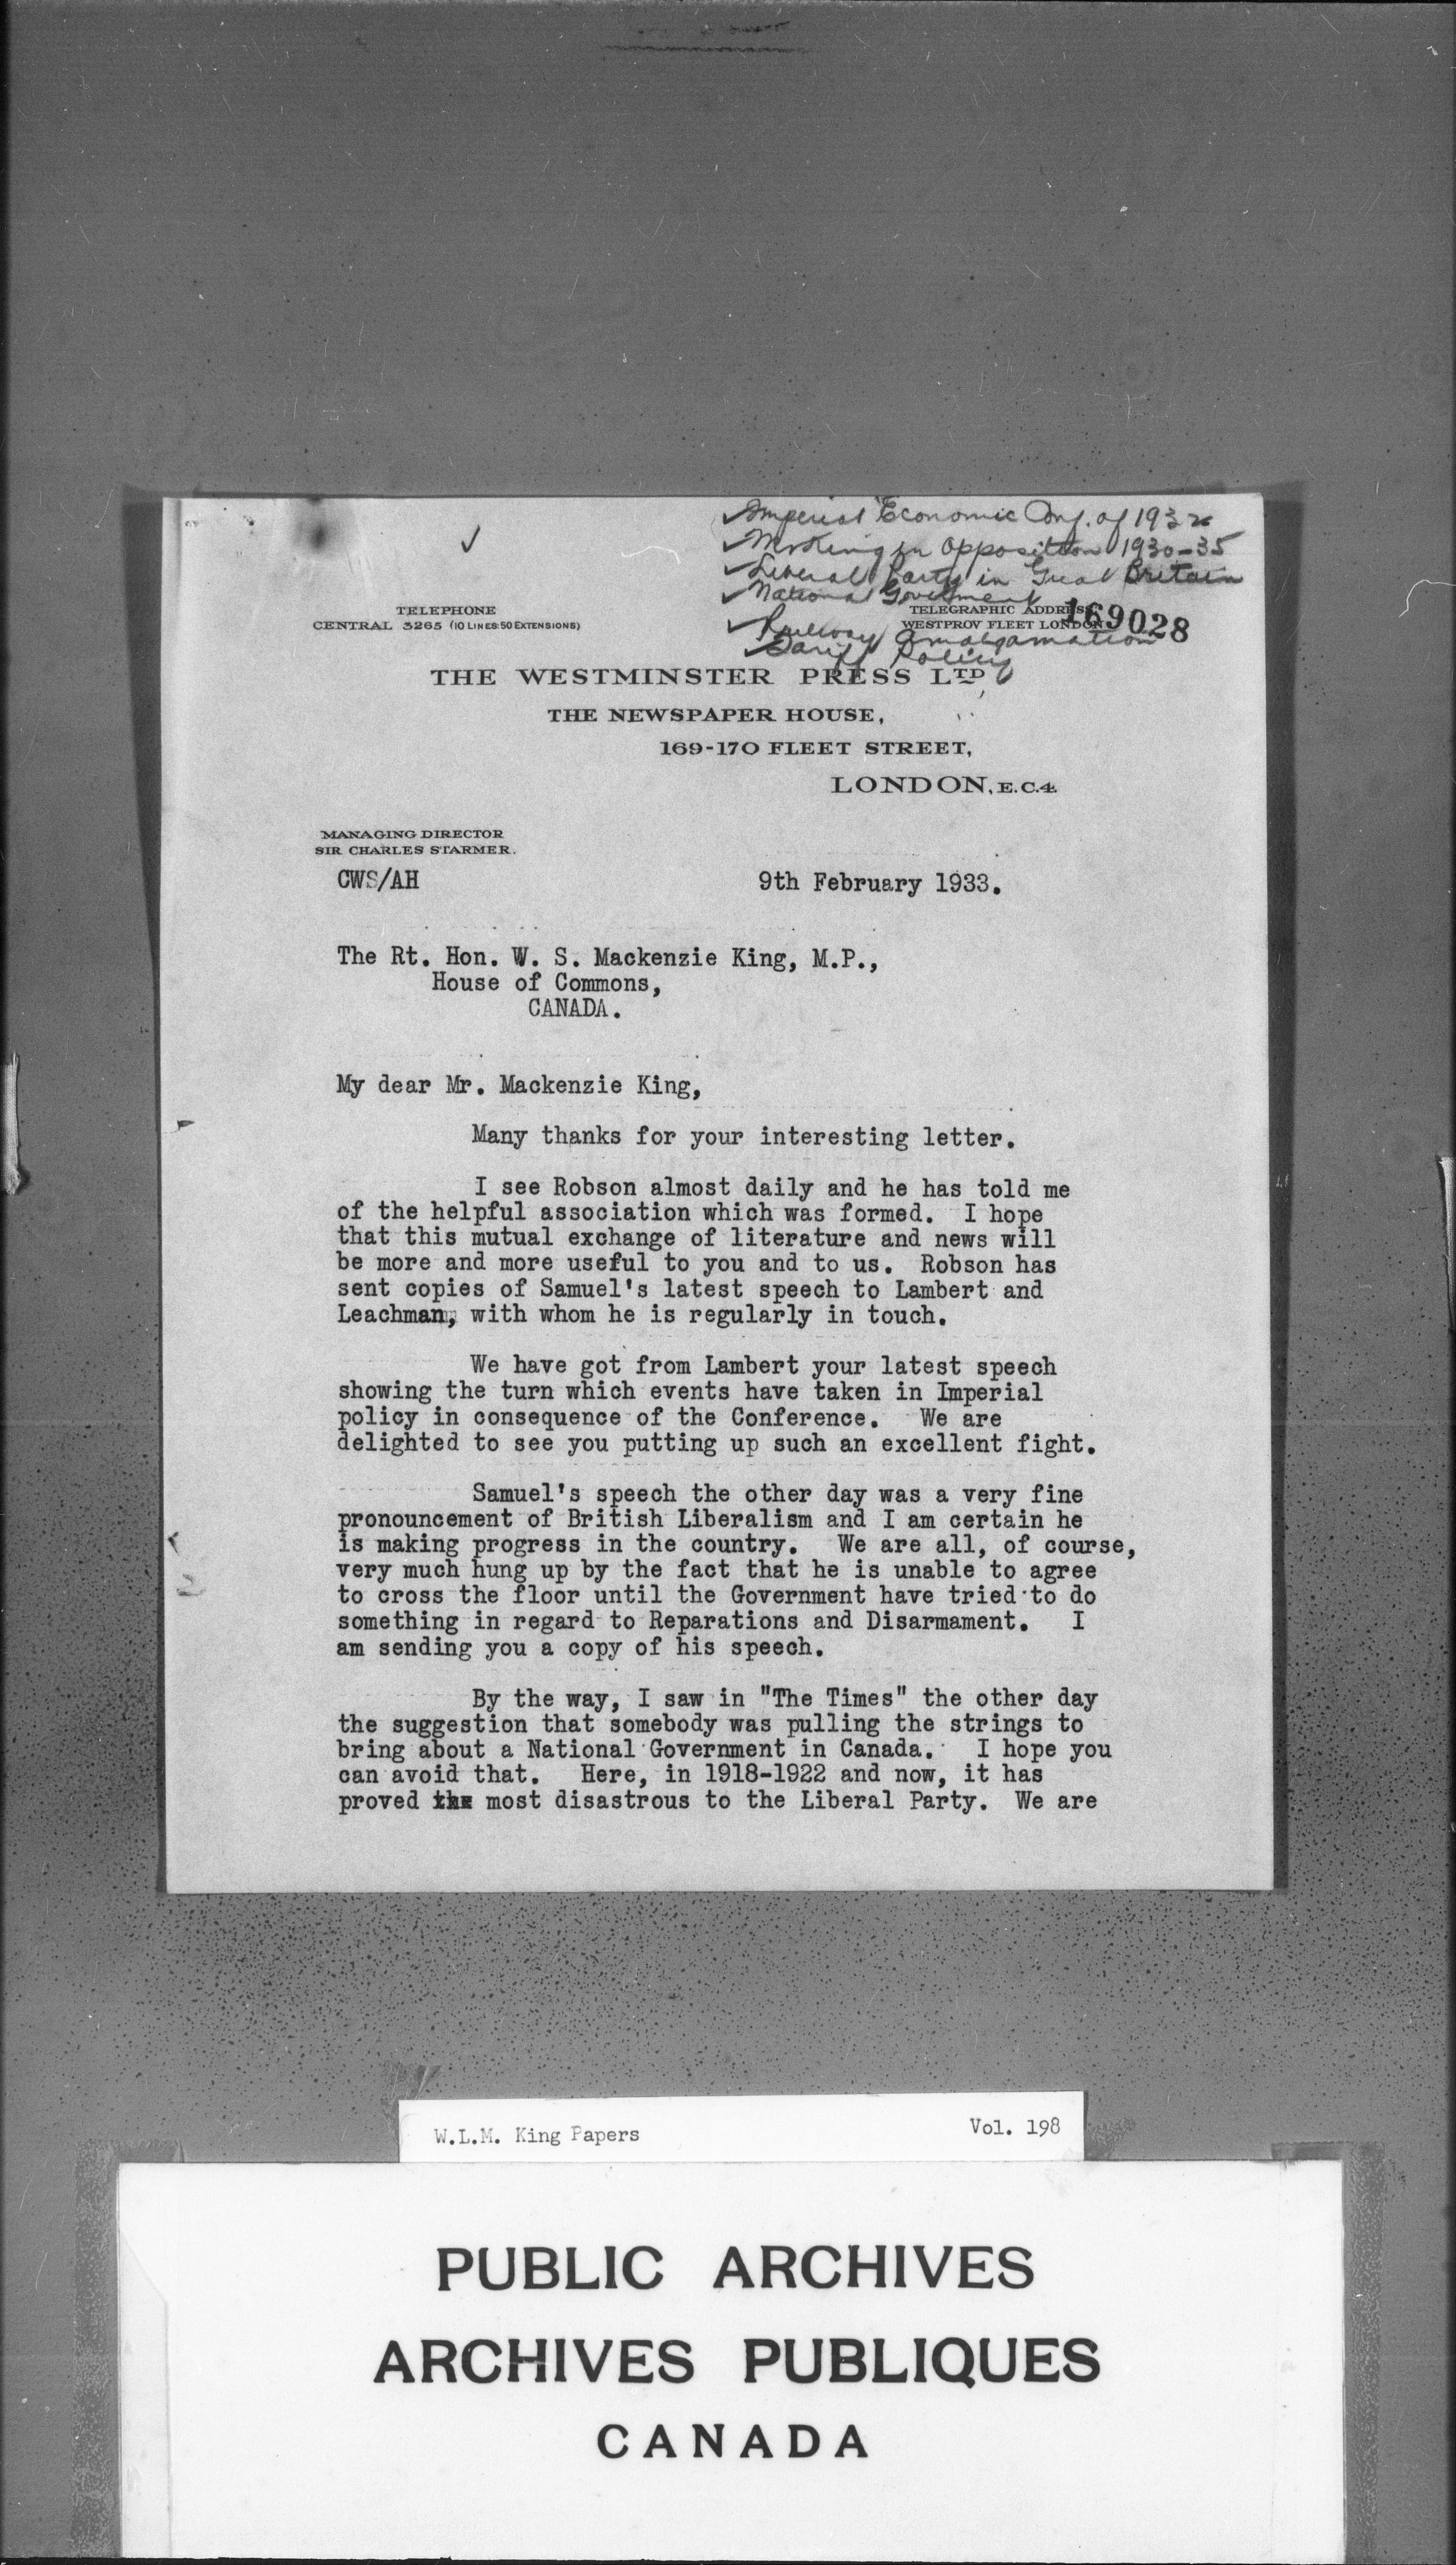 ✓Imperial Economic Conf. of 1932
✓
✓M King in Opposition 1930-35
✓Liberal Party in Great Britain
✓National Government
TELEPHONE
CENTRAL 3265 (10 LINES: 50 EXTENSIONS)
TELEGRAPHIC ADDRESS
WESTPROV FLEET LONDON
169028
✓Railway Amalgamation
✓Tariff Policy
THE WESTMINSTER PRESS LTD
THE NEWSPAPER HOUSE,
169-170 FLEET STREET,
LONDON, E.C.4.
MANAGING DIRECTOR
SIR CHARLES STARMER.
CWS/AH
9th February 1933.
The Rt. Hon. W. S. Mackenzie King, M.P.,
House of Commons,
CANADA.
My dear Mr. Mackenzie King,
Many thanks for your interesting letter.
I see Robson almost daily and he has told me
of the helpful association which was formed. I hope
that this mutual exchange of literature and news will
be more and more useful to you and to us. Robson has
sent copies of Samuel's latest speech to Lambert and
Leachman, with whom he is regularly in touch.
We have got from Lambert your latest speech
showing the turn which events have taken in Imperial
policy in consequence of the Conference. We are
delighted to see you putting up such an excellent fight.
Samuel's speech the other day was a very fine
pronouncement of British Liberalism and I am certain he
is making progress in the country. We are all, of course,
very much hung up by the fact that he is unable to agree
to cross the floor until the Government have tried to do
something in regard to Reparations and Disarmament. I
am sending you a copy of his speech.
By the way, I saw in "The Times" the other day
the suggestion that somebody was pulling the strings to
bring about a National Government in Canada. I hope you
can avoid that. Here, in 1918-1922 and now, it has
proved most disastrous to the Liberal Party. We are
W.L.M. King Papers
Vol. 198
PUBLIC ARCHIVES
ARCHIVES PUBLIQUES
CANADA